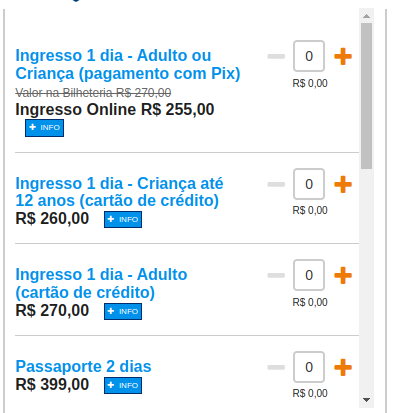 Ingresso 1 dia - Adulto ou
Criança (pagamento com Pix)
Valor na Bilheteria R$ 270,00
Ingresso Online R$ 255,00
+ INFO
0
R$ 0,00
Ingresso 1 dia - Criança até
12 anos (cartão de crédito)
R$ 260,00 + INFO
0
R$ 0,00
Ingresso 1 dia - Adulto
(cartão de crédito)
R$ 270,00 + INFO
0
R$ 0,00
Passaporte 2 dias
R$ 399,00 + INFO
0
R$ 0,00